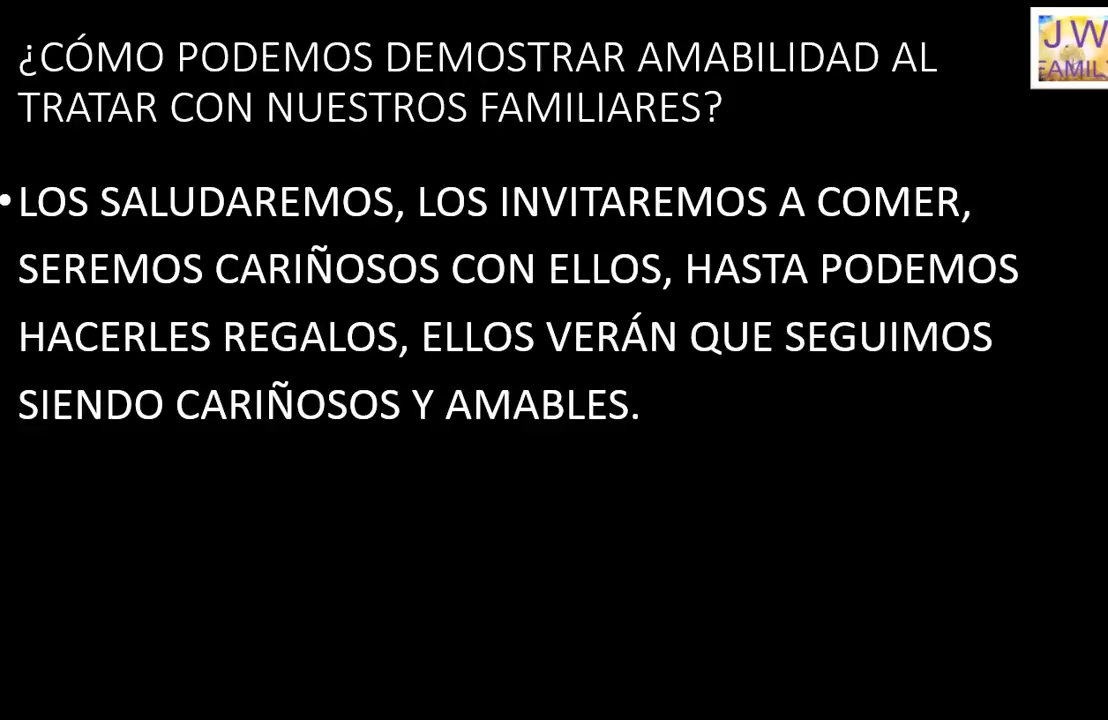 ¿CÓMO PODEMOS DEMOSTRAR AMABILIDAD AL
TRATAR CON NUESTROS FAMILIARES?
•LOS SALUDAREMOS, LOS INVITAREMOS A COMER,
SEREMOS CARIÑOSOS CON ELLOS, HASTA PODEMOS
HACERLES REGALOS, ELLOS VERÁN QUE SEGUIMOS
SIENDO CARIÑOSOS Y AMABLES.
J.W